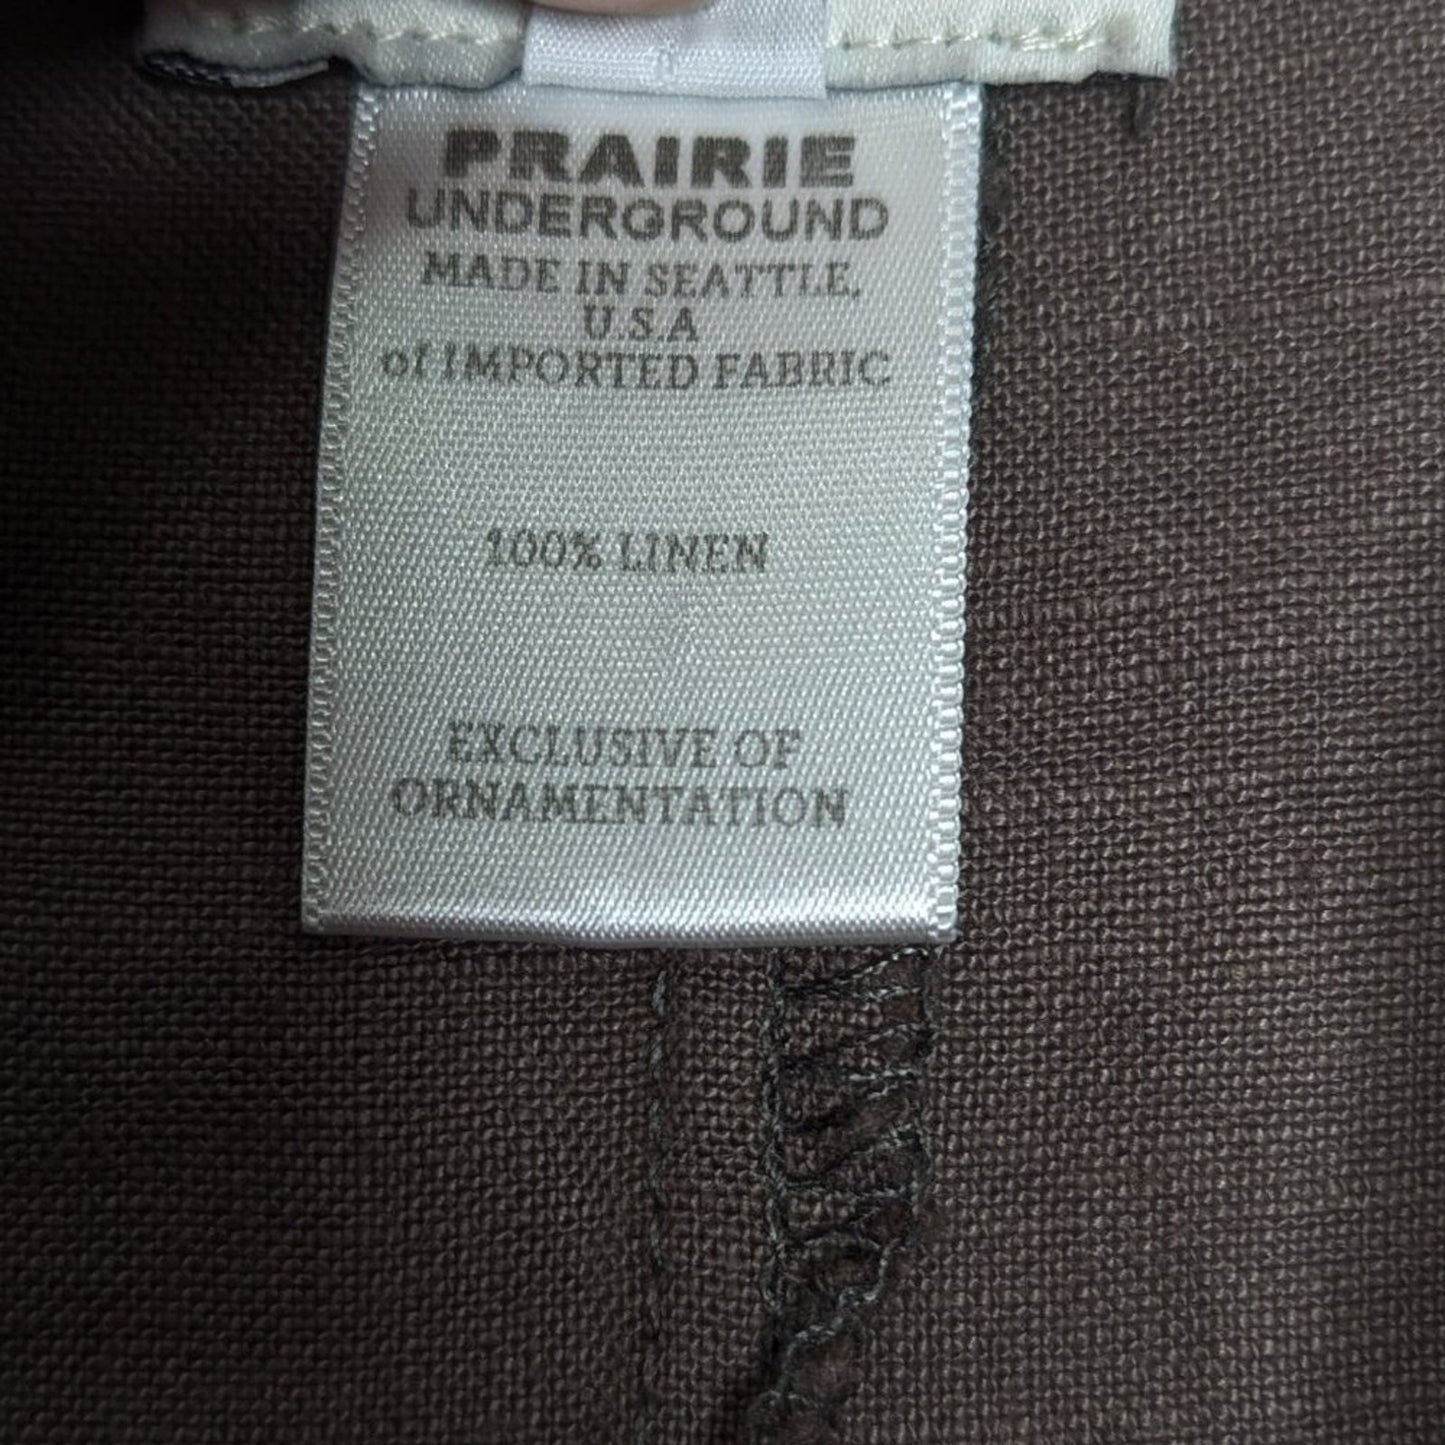 PRAIRIE
UNDERGROUND
MADE IN SEATTLE,
U.S.A
of IMPORTED FABRIC
100% LINEN
EXCLUSIVE OF
ORNAMENTATION